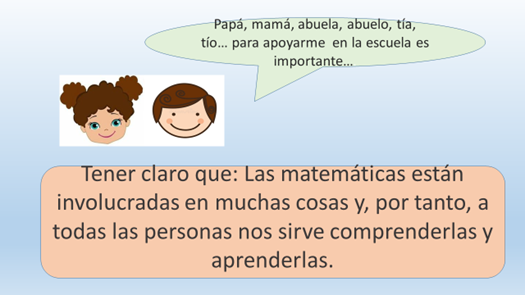 Papá, mamá, abuela, abuelo, tía,
tío... para apoyarme en la escuela es
importante...
Tener claro que: Las matemáticas están
involucradas en muchas cosas y, por tanto, a
todas las personas nos sirve comprenderlas y
aprenderlas.